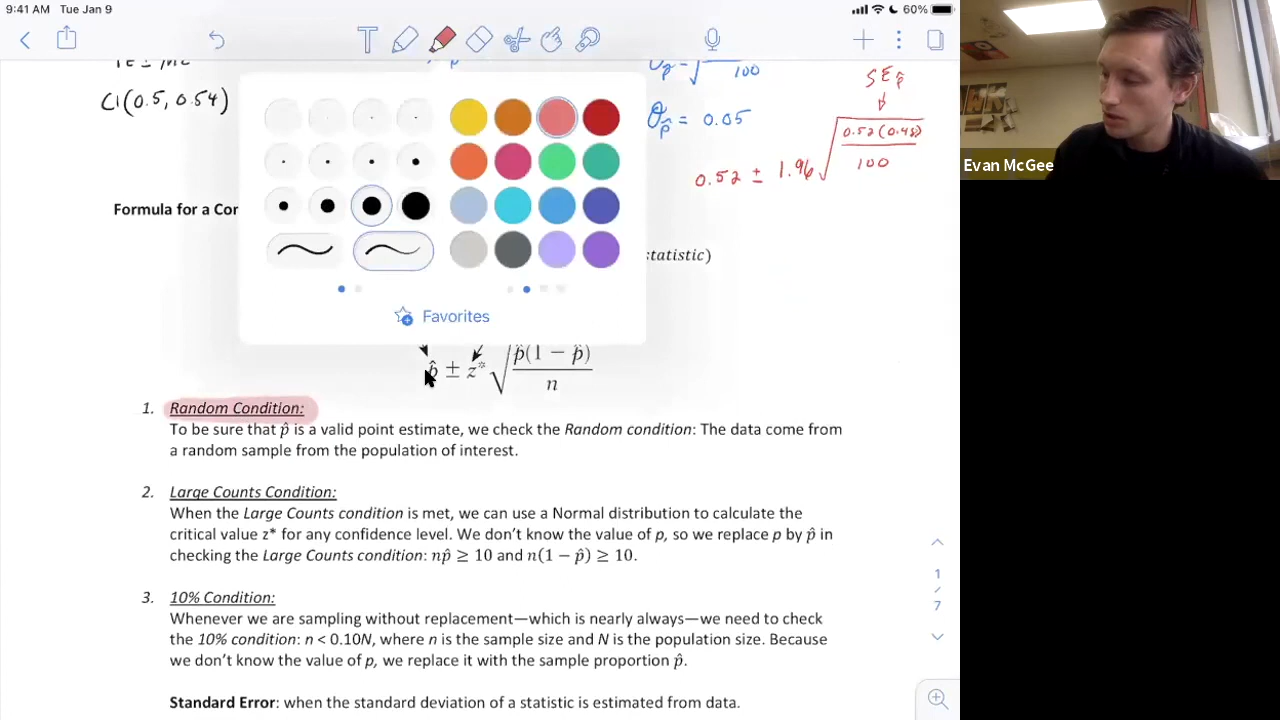 9:41 AM Tue Jan 9
60%
CI(0.5, 0.54)
100
= 0.05
SE p̂
0.52 ± 1.96 √ 0.52(0.48)
100
Evan McGee
Formula for a Cor
statistic)
Favorites
p̂ ± z* √ p̂(1 − p̂)
n
1. Random Condition:
To be sure that p̂ is a valid point estimate, we check the Random condition: The data come from
a random sample from the population of interest.
2. Large Counts Condition:
When the Large Counts condition is met, we can use a Normal distribution to calculate the
critical value z* for any confidence level. We don't know the value of p, so we replace p by p̂ in
checking the Large Counts condition: np̂ ≥ 10 and n(1 − p̂) ≥ 10.
3. 10% Condition:
Whenever we are sampling without replacement—which is nearly always—we need to check
the 10% condition: n < 0.10N, where n is the sample size and N is the population size. Because
we don't know the value of p, we replace it with the sample proportion p̂.
Standard Error: when the standard deviation of a statistic is estimated from data.
1
/
7